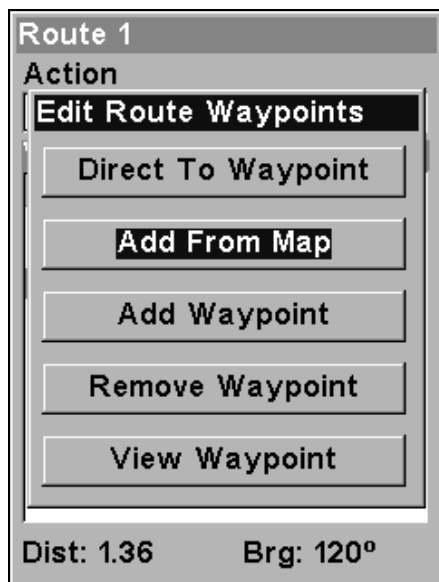 Route 1
Action
Edit Route Waypoints
Direct To Waypoint
Add From Map
Add Waypoint
Remove Waypoint
View Waypoint
Dist: 1.36 Brg: 120º